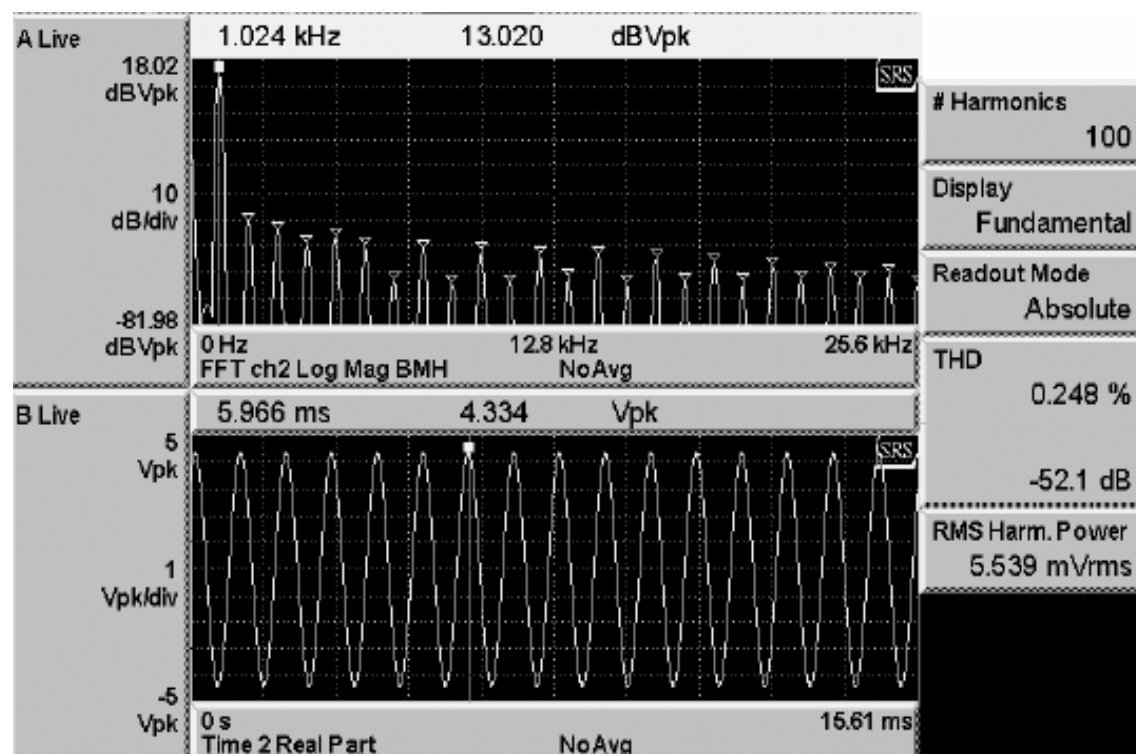 A Live
1.024 kHz 13.020 dBVpk
18.02
dBVpk
SRS
10
dB/div
-81.98
dBVpk
0 Hz 12.8 kHz 25.6 kHz
FFT ch2 Log Mag BMH NoAvg
B Live
5.966 ms 4.334 Vpk
5
Vpk
SRS
1
Vpk/div
-5
Vpk
0 s 15.61 ms
Time 2 Real Part NoAvg
# Harmonics
100
Display
Fundamental
Readout Mode
Absolute
THD
0.248 %
-52.1 dB
RMS Harm. Power
5.539 mVrms